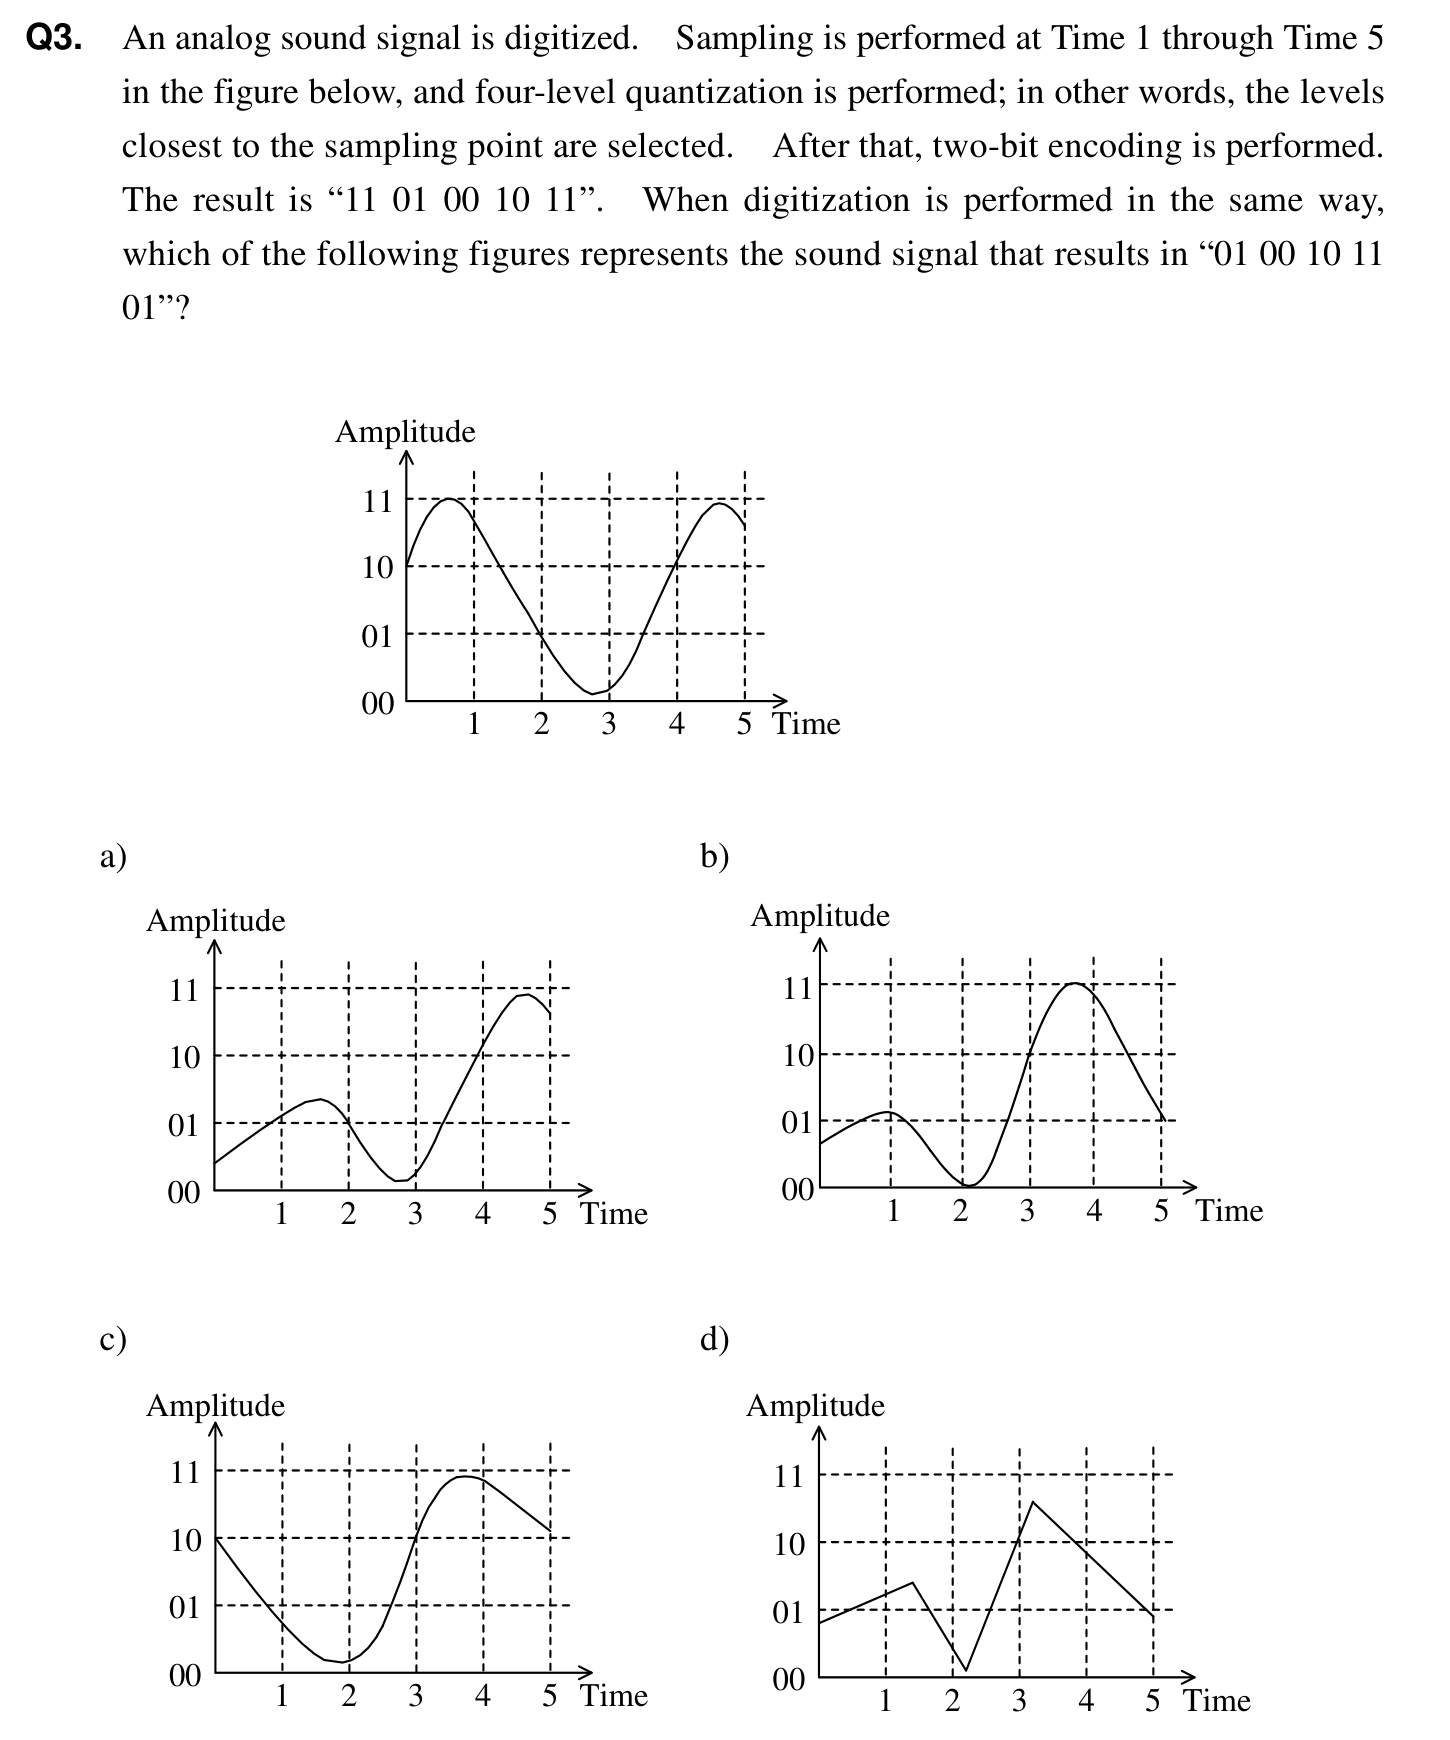 Q3. An analog sound signal is digitized. Sampling is performed at Time 1 through Time 5
in the figure below, and four-level quantization is performed; in other words, the levels
closest to the sampling point are selected. After that, two-bit encoding is performed.
The result is “11 01 00 10 11”. When digitization is performed in the same way,
which of the following figures represents the sound signal that results in “01 00 10 11
01”?
Amplitude
11
10
01
00
1 2 3 4 5 Time
a)
Amplitude
11
10
01
00
1 2 3 4 5 Time
b)
Amplitude
11
10
01
00
1 2 3 4 5 Time
c)
Amplitude
11
10
01
00
1 2 3 4 5 Time
d)
Amplitude
11
10
01
00
1 2 3 4 5 Time